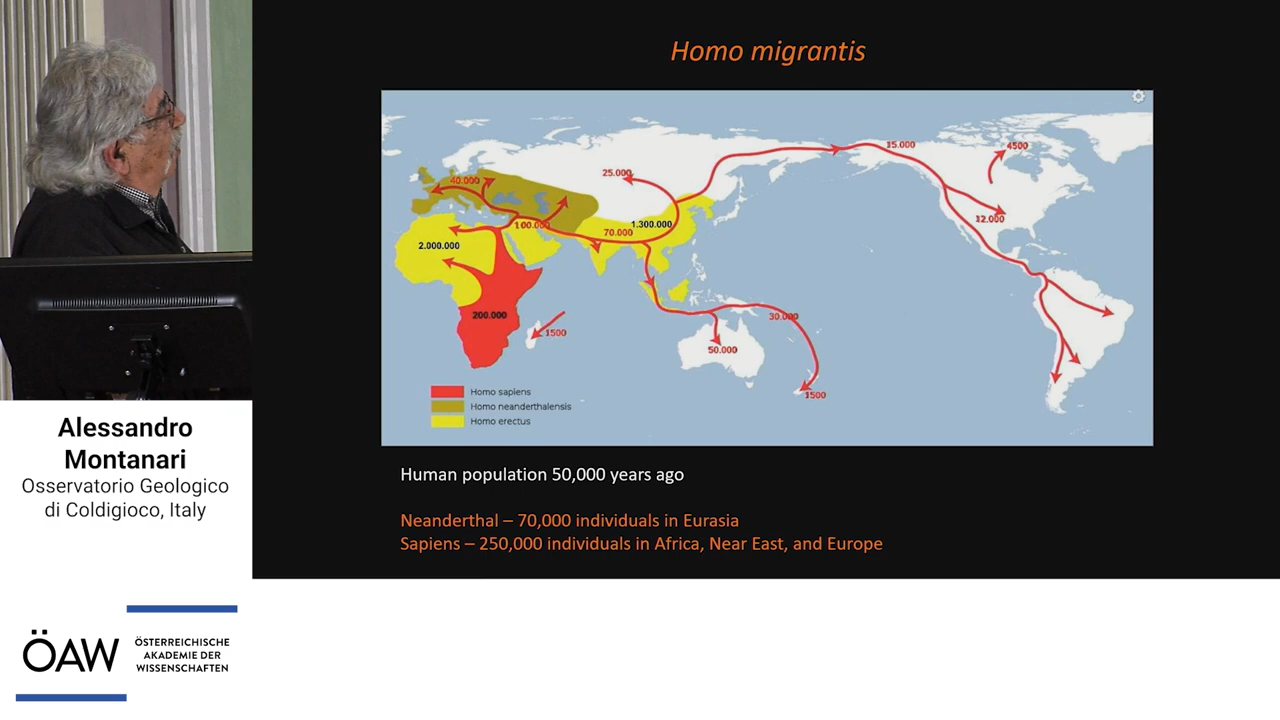 Homo migrantis
15.000
4500
25.000
40.000
12.000
100.000
1.300.000
70.000
2.000.000
200.000
30.000
1500
50.000
1500
Homo sapiens
Homo neanderthalensis
Homo erectus
Human population 50,000 years ago
Neanderthal – 70,000 individuals in Eurasia
Sapiens – 250,000 individuals in Africa, Near East, and Europe
Alessandro
Montanari
Osservatorio Geologico
di Coldigioco, Italy
ÖAW
ÖSTERREICHISCHE
AKADEMIE DER
WISSENSCHAFTEN